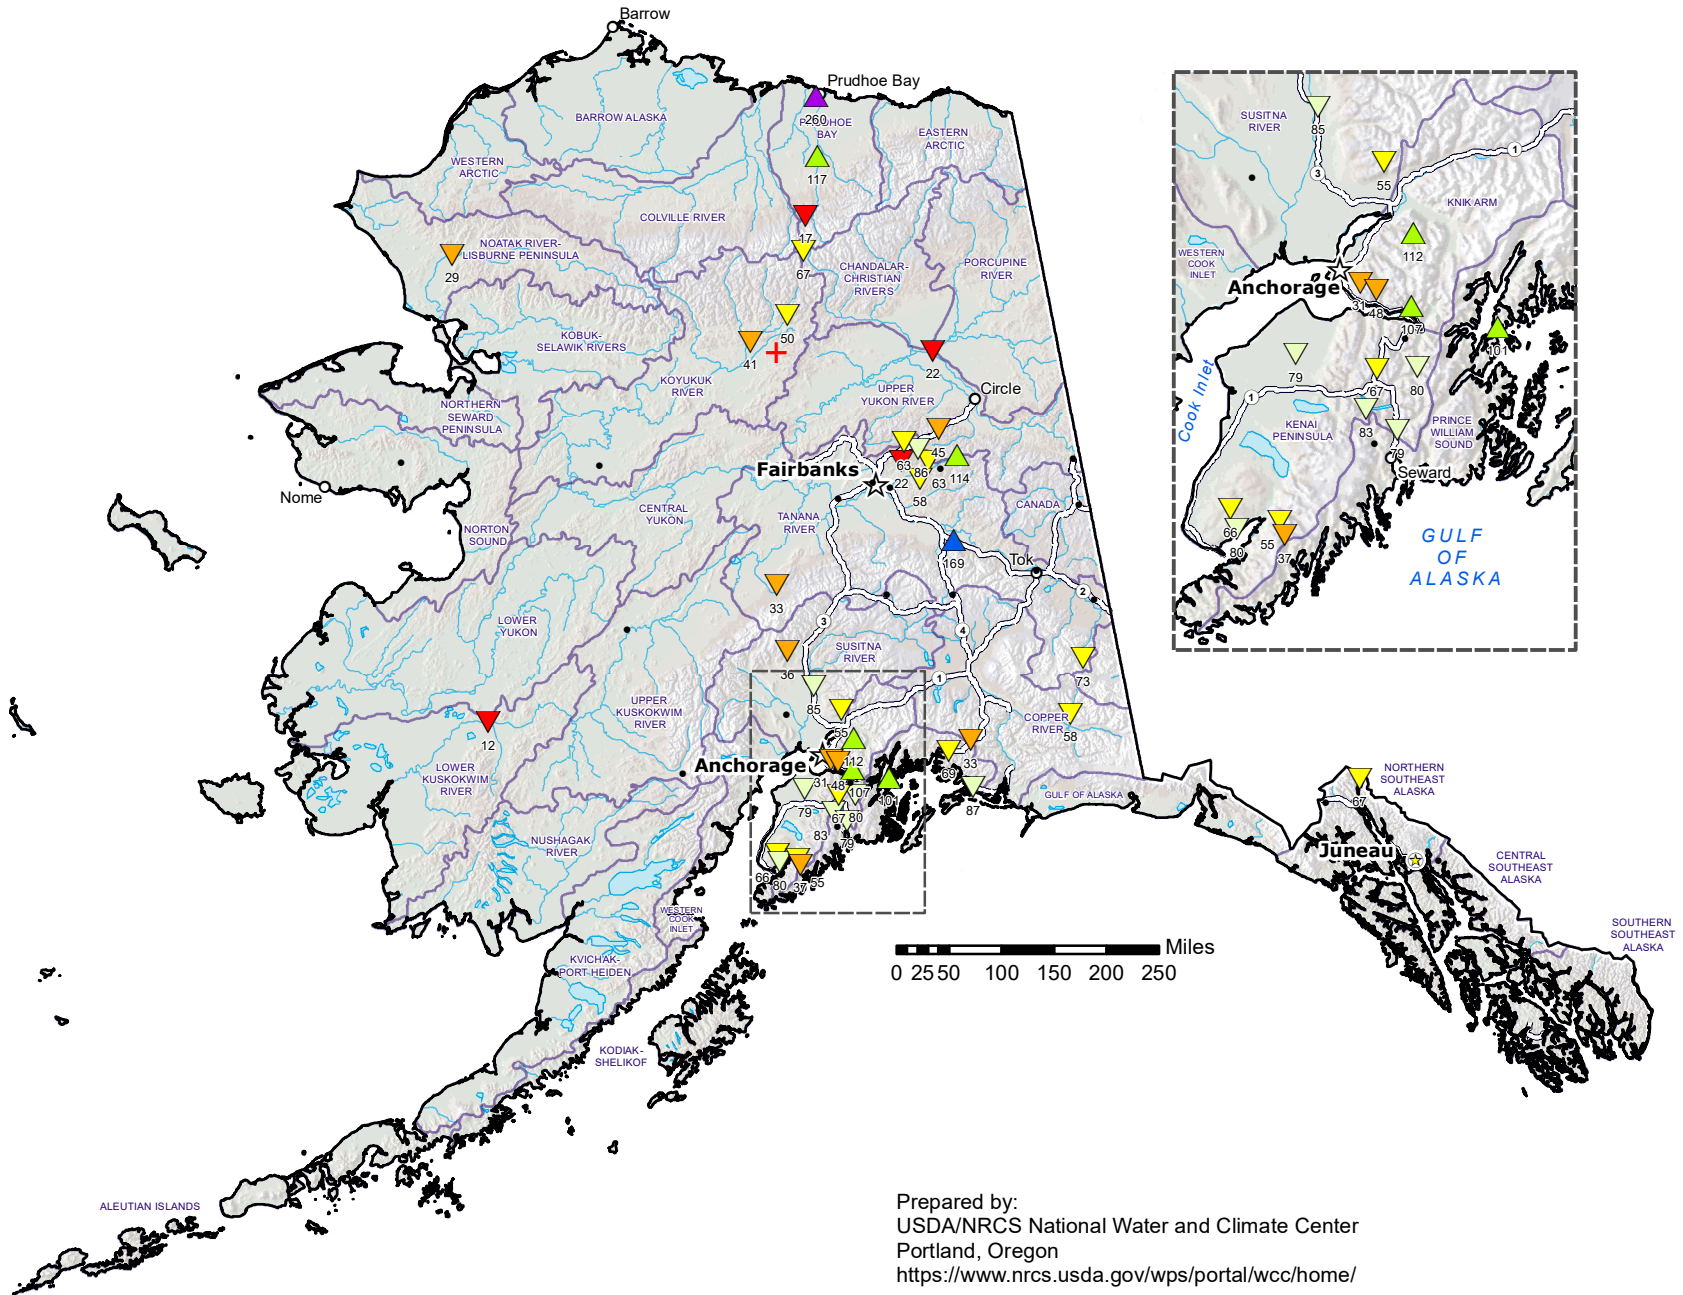 Barrow
Prudhoe Bay
260
PRUDHOE
BAY
BARROW ALASKA
EASTERN
ARCTIC
WESTERN
ARCTIC
117
COLVILLE RIVER
17
NOATAK RIVER-
LISBURNE PENINSULA
29
67
CHANDALAR-
CHRISTIAN
RIVERS
PORCUPINE
RIVER
KOBUK-
SELAWIK RIVERS
50
41
22
KOYUKUK
RIVER
UPPER
YUKON RIVER
Circle
NORTHERN
SEWARD
PENINSULA
45
63
86
22
63
114
58
Fairbanks
Nome
CENTRAL
YUKON
TANANA
RIVER
CANADA
NORTON
SOUND
169
Tok
33
2
LOWER
YUKON
3
4
SUSITNA
RIVER
36
73
1
85
UPPER
KUSKOKWIM
RIVER
12
55
COPPER
RIVER
58
Anchorage
112
33
69
LOWER
KUSKOKWIM
RIVER
31
48
107
101
87
GULF OF ALASKA
79
67
80
83
79
NUSHAGAK
RIVER
66
80
37
55
WESTERN
COOK
INLET
KVICHAK-
PORT HEIDEN
KODIAK-
SHELIKOF
ALEUTIAN ISLANDS
NORTHERN
SOUTHEAST
ALASKA
67
Juneau
CENTRAL
SOUTHEAST
ALASKA
SOUTHERN
SOUTHEAST
ALASKA
Miles
0 25 50 100 150 200 250
SUSITNA
RIVER
85
3
1
55
KNIK ARM
WESTERN
COOK
INLET
112
Anchorage
31
48
107
101
79
67
80
Cook Inlet
1
83
KENAI
PENINSULA
PRINCE
WILLIAM
SOUND
79
Seward
66
80
55
37
GULF
OF
ALASKA
Prepared by:
USDA/NRCS National Water and Climate Center
Portland, Oregon
https://www.nrcs.usda.gov/wps/portal/wcc/home/